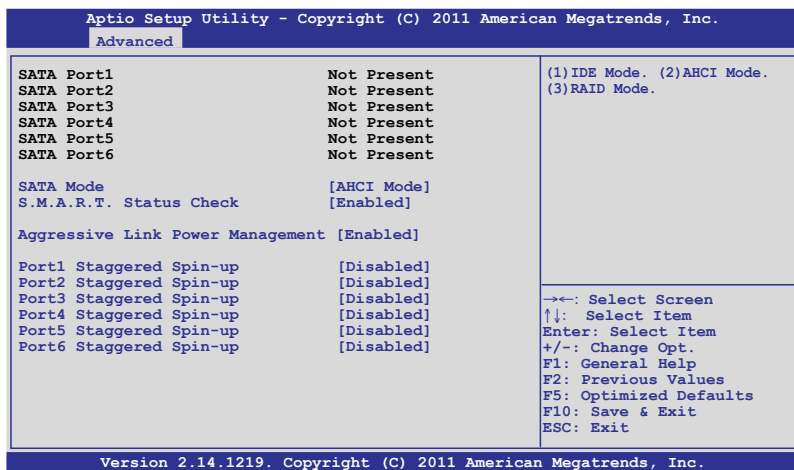 Aptio Setup Utility - Copyright (C) 2011 American Megatrends, Inc.
Advanced
SATA Port1 Not Present
SATA Port2 Not Present
SATA Port3 Not Present
SATA Port4 Not Present
SATA Port5 Not Present
SATA Port6 Not Present
SATA Mode [AHCI Mode]
S.M.A.R.T. Status Check [Enabled]
Aggressive Link Power Management [Enabled]
Port1 Staggered Spin-up [Disabled]
Port2 Staggered Spin-up [Disabled]
Port3 Staggered Spin-up [Disabled]
Port4 Staggered Spin-up [Disabled]
Port5 Staggered Spin-up [Disabled]
Port6 Staggered Spin-up [Disabled]
(1)IDE Mode. (2)AHCI Mode.
(3)RAID Mode.
→←: Select Screen
↑↓: Select Item
Enter: Select Item
+/-: Change Opt.
F1: General Help
F2: Previous Values
F5: Optimized Defaults
F10: Save & Exit
ESC: Exit
Version 2.14.1219. Copyright (C) 2011 American Megatrends, Inc.